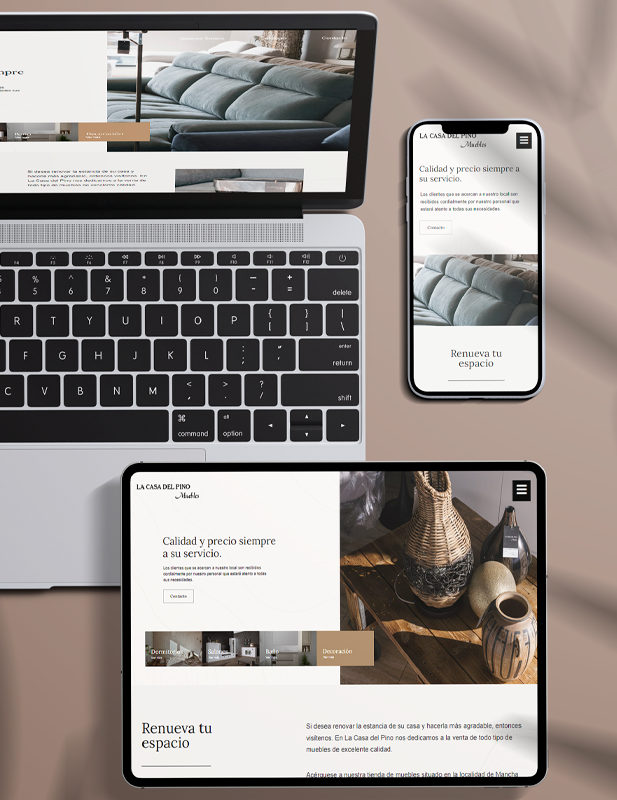 Contacto
Si desea renovar la estancia de su casa y
hacerla más agradable, entonces visítenos. En
La Casa del Pino nos dedicamos a la venta de
todo tipo de muebles de excelente calidad.
Baño
Decoración
F7
F8
F9
F10
F11
F12
%
5
^
6
&
7
*
8
(
9
)
0
—
-
+
=
delete
R
T
Y
U
I
O
P
{
[
}
]
|
\
F
G
H
J
K
L
:
;
"
'
enter
return
C
V
B
N
M
<
,
>
.
?
/
shift
⌘
command
alt
option
LA CASA DEL PINO
Muebles
Calidad y precio siempre a
su servicio.
Los clientes que se acercan a nuestro local son
recibidos cordialmente por nuestro personal que
estará atento a todas sus necesidades.
Contacto
Renueva tu
espacio
LA CASA DEL PINO
Muebles
Calidad y precio siempre
a su servicio.
Los clientes que se acercan a nuestro local son recibidos
cordialmente por nuestro personal que estará atento a todas
sus necesidades.
Contacto
Dormitorios
Salones
Baño
Decoración
Renueva tu
espacio
Si desea renovar la estancia de su casa y hacerla más agradable, entonces
visítenos. En La Casa del Pino nos dedicamos a la venta de todo tipo de
muebles de excelente calidad.
Acérquese a nuestra tienda de muebles situado en la localidad de Mancha